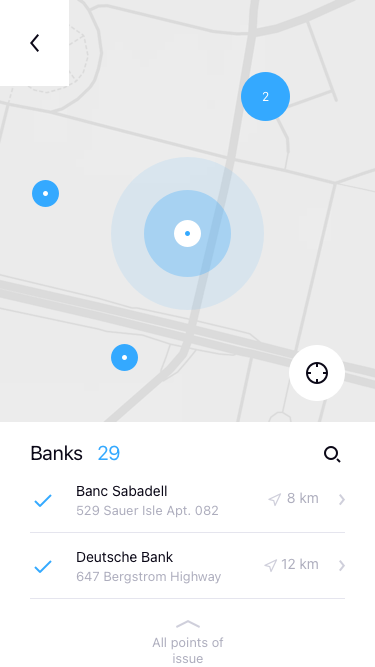 2
Banks 29
Banc Sabadell
529 Sauer Isle Apt. 082
8 km
Deutsche Bank
647 Bergstrom Highway
12 km
All points of
issue